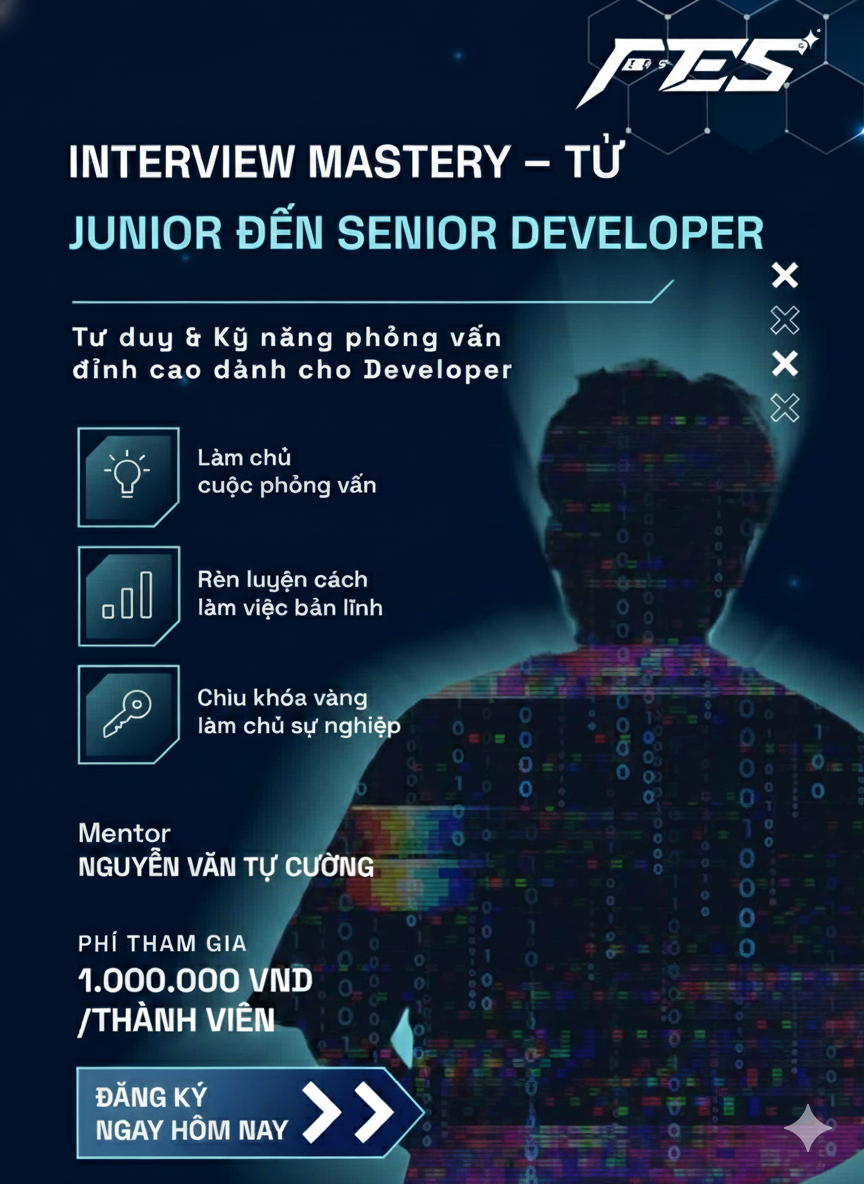 FES
INTERVIEW MASTERY – TỬ
JUNIOR ĐẾN SENIOR DEVELOPER
Tư duy & Kỹ năng phỏng vấn
đỉnh cao dành cho Developer
Làm chủ
cuộc phỏng vấn
Rèn luyện cách
làm việc bản lĩnh
Chìu khóa vàng
làm chủ sự nghiệp
Mentor
NGUYỄN VĂN TỰ CƯỜNG
PHÍ THAM GIA
1.000.000 VND
/THÀNH VIÊN
ĐĂNG KÝ
NGAY HÔM NAY